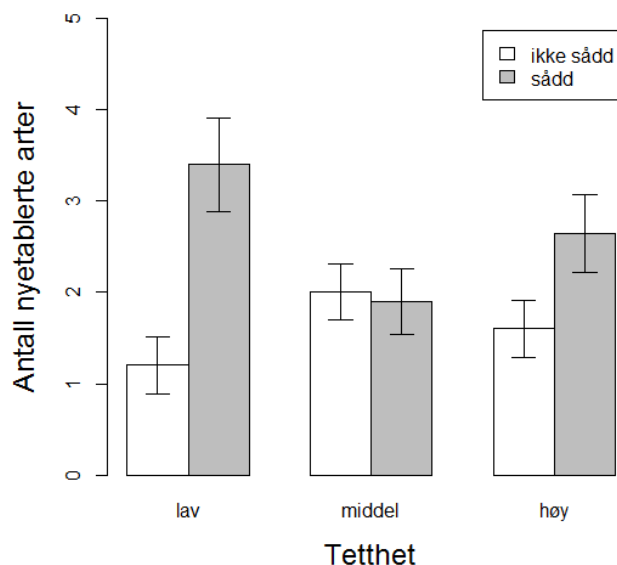 5
4
3
2
1
0
Antall nyetablerte arter
ikke sådd
sådd
lav
middel
høy
Tetthet